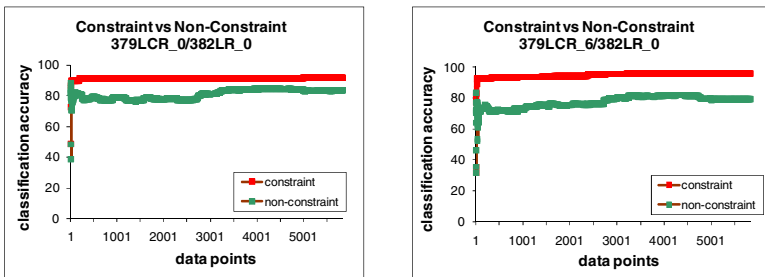 Constraint vs Non-Constraint
379LCR_0/382LR_0
classification accuracy
100
80
60
40
20
0
constraint
non-constraint
1 1001 2001 3001 4001 5001
data points
Constraint vs Non-Constraint
379LCR_6/382LR_0
classification accuracy
100
80
60
40
20
0
constraint
non-constraint
1 1001 2001 3001 4001 5001
data points